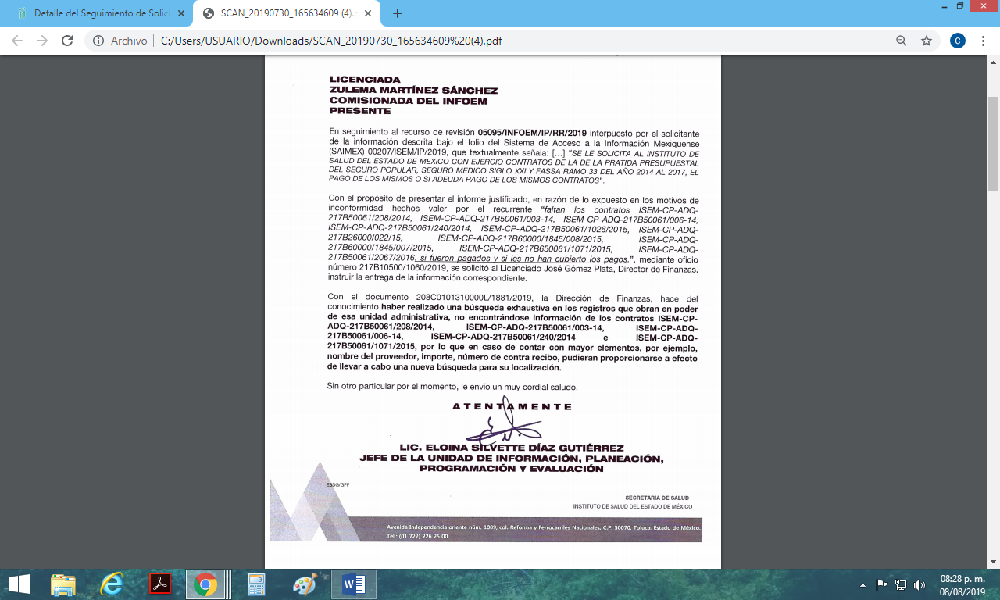 Detalle del Seguimiento de Solici
SCAN_20190730_165634609 (4).p
Archivo
C:/Users/USUARIO/Downloads/SCAN_20190730_165634609%20(4).pdf
C
LICENCIADA
ZULEMA MARTÍNEZ SÁNCHEZ
COMISIONADA DEL INFOEM
PRESENTE
En seguimiento al recurso de revisión 05095/INFOEM/IP/RR/2019 interpuesto por el solicitante
de la información descrita bajo el folio del Sistema de Acceso a la Información Mexiquense
(SAIMEX) 00207/ISEM/IP/2019, que textualmente señala: [...] "SE LE SOLICITA AL INSTITUTO DE
SALUD DEL ESTADO DE MEXICO CON EJERCIO CONTRATOS DE LA DE LA PRATIDA PRESUPUESTAL
DEL SEGURO POPULAR, SEGURO MEDICO SIGLO XXI Y FASSA RAMO 33 DEL AÑO 2014 AL 2017, EL
PAGO DE LOS MISMOS O SI ADEUDA PAGO DE LOS MISMOS CONTRATOS".
Con el propósito de presentar el informe justificado, en razón de lo expuesto en los motivos de
inconformidad hechos valer por el recurrente "faltan los contratos ISEM-CP-ADQ-
217B50061/208/2014, ISEM-CP-ADQ-217B50061/003-14, ISEM-CP-ADQ-217B50061/006-14,
ISEM-CP-ADQ-217B50061/240/2014, ISEM-CP-ADQ-217B50061/1026/2015, ISEM-CP-ADQ-
217B26000/022/15, ISEM-CP-ADQ-217B60000/1845/008/2015, ISEM-CP-ADQ-
217B60000/1845/007/2015, ISEM-CP-ADQ-217B650061/1071/2015, ISEM-CP-ADQ-
217B50061/2067/2016, si fueron pagados y si les no han cubierto los pagos.", mediante oficio
número 217B10500/1060/2019, se solicitó al Licenciado José Gómez Plata, Director de Finanzas,
instruir la entrega de la información correspondiente.
Con el documento 208C0101310000L/1881/2019, la Dirección de Finanzas, hace del
conocimiento haber realizado una búsqueda exhaustiva en los registros que obran en poder
de esa unidad administrativa, no encontrándose información de los contratos ISEM-CP-
ADQ-217B50061/208/2014, ISEM-CP-ADQ-217B50061/003-14, ISEM-CP-ADQ-
217B50061/006-14, ISEM-CP-ADQ-217B50061/240/2014 e ISEM-CP-ADQ-
217B50061/1071/2015, por lo que en caso de contar con mayor elementos, por ejemplo,
nombre del proveedor, importe, número de contra recibo, pudieran proporcionarse a efecto
de llevar a cabo una nueva búsqueda para su localización.
Sin otro particular por el momento, le envío un muy cordial saludo.
A T E N T A M E N T E
LIC. ELOINA SILVETTE DÍAZ GUTIÉRREZ
JEFE DE LA UNIDAD DE INFORMACIÓN, PLANEACIÓN,
PROGRAMACIÓN Y EVALUACIÓN
ESDG/GFF
SECRETARÍA DE SALUD
INSTITUTO DE SALUD DEL ESTADO DE MÉXICO
Avenida Independencia oriente núm. 1009, col. Reforma y Ferrocarriles Nacionales, C.P. 50070, Toluca, Estado de México.
Tel.: (01 722) 226 25 00.
08:28 p. m.
08/08/2019